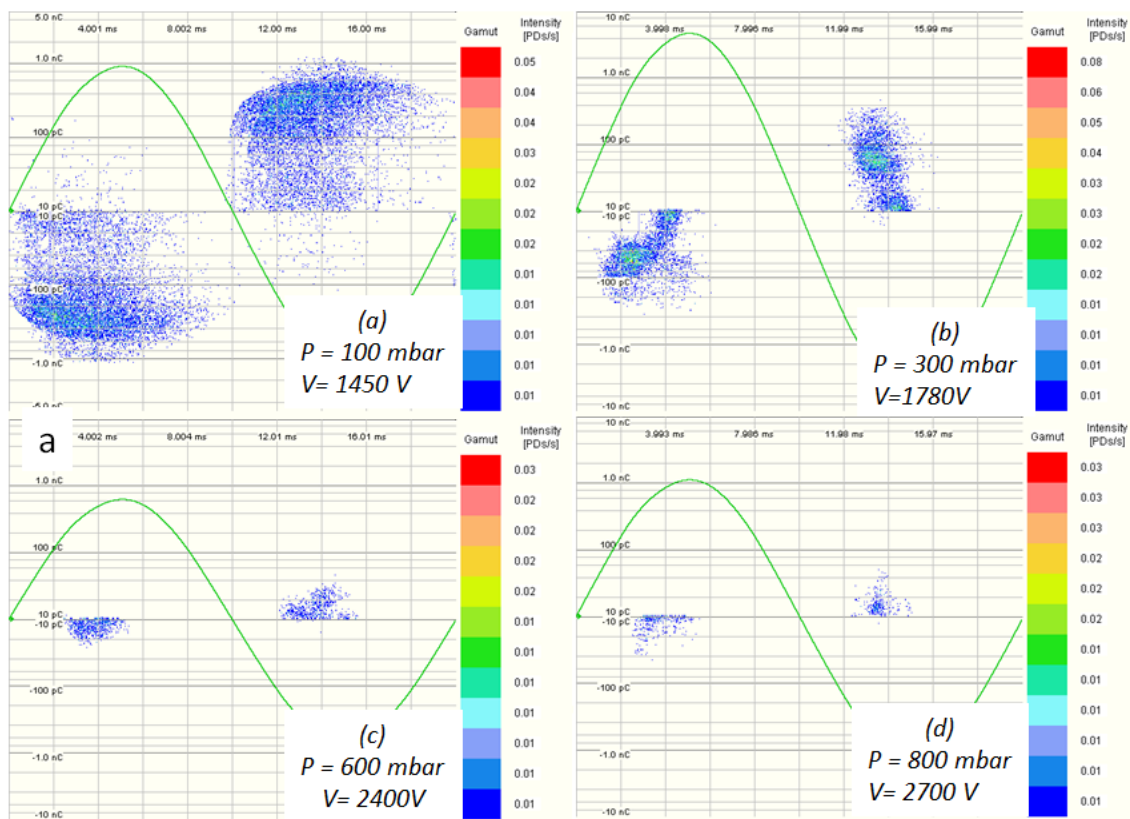 5.0 nC
4.001 ms 8.002 ms 12.00 ms 16.00 ms
1.0 nC
100 pC
10 pC
-10 pC
-100 pC
-1.0 nC
-5.0 nC
(a)
P = 100 mbar
V= 1450 V
Gamut
Intensity
[PDs/s]
0.05
0.04
0.04
0.03
0.02
0.02
0.02
0.01
0.01
0.01
0.01
0.01
10 nC
3.998 ms 7.996 ms 11.99 ms 15.99 ms
1.0 nC
100 pC
10 pC
-10 pC
-100 pC
-1.0 nC
-10 nC
(b)
P = 300 mbar
V=1780V
Gamut
Intensity
[PDs/s]
0.08
0.06
0.05
0.04
0.03
0.03
0.02
0.02
0.01
0.01
0.01
0.01
a
4.002 ms 8.004 ms 12.01 ms 16.01 ms
1.0 nC
100 pC
10 pC
-10 pC
-100 pC
-1.0 nC
-10 nC
(c)
P = 600 mbar
V= 2400V
Gamut
Intensity
[PDs/s]
0.03
0.02
0.02
0.02
0.02
0.01
0.01
0.01
0.01
0.01
0.01
0.01
10 nC
3.993 ms 7.986 ms 11.98 ms 15.97 ms
1.0 nC
100 pC
10 pC
-10 pC
-100 pC
-1.0 nC
-10 nC
(d)
P = 800 mbar
V= 2700 V
Gamut
Intensity
[PDs/s]
0.03
0.03
0.03
0.02
0.02
0.02
0.01
0.01
0.01
0.01
0.01
0.01